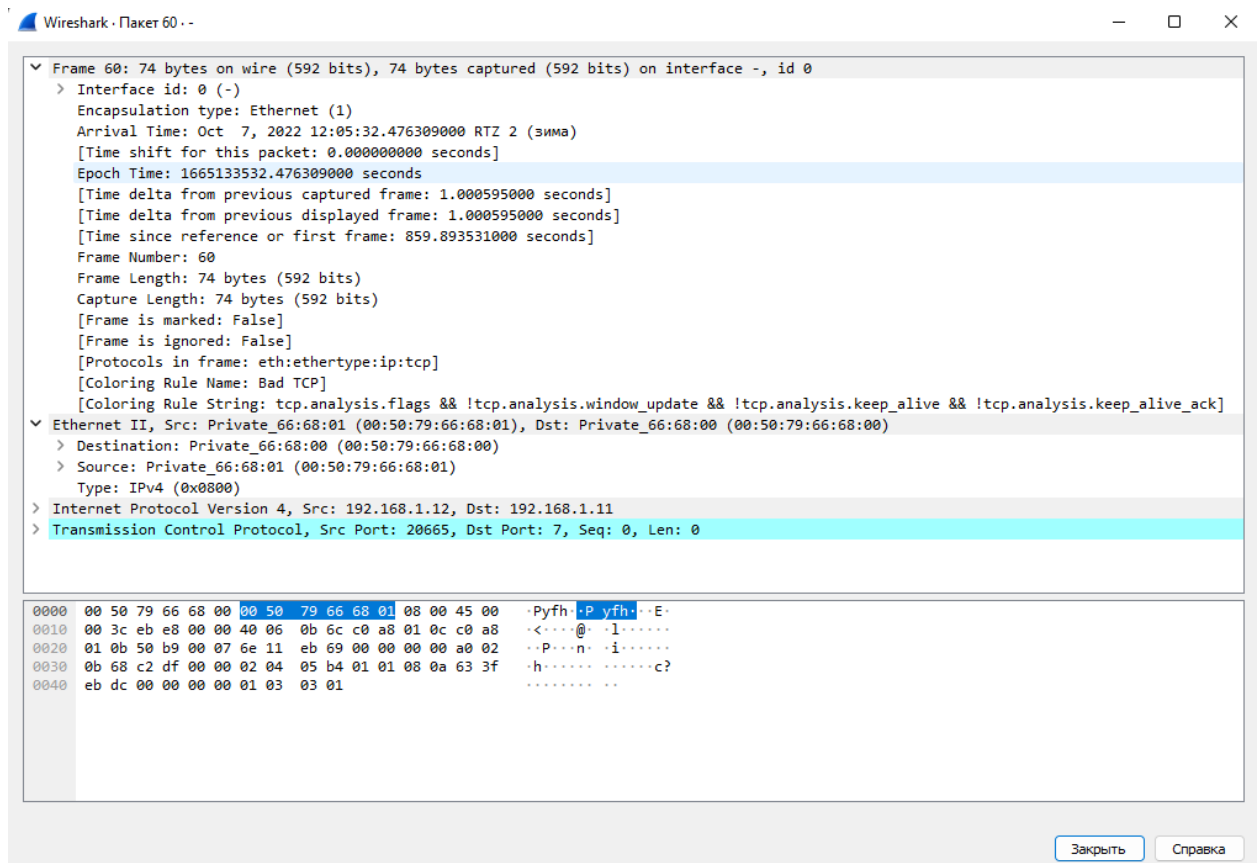 Wireshark · Пакет 60 · -
Frame 60: 74 bytes on wire (592 bits), 74 bytes captured (592 bits) on interface -, id 0
Interface id: 0 (-)
Encapsulation type: Ethernet (1)
Arrival Time: Oct  7, 2022 12:05:32.476309000 RTZ 2 (зима)
[Time shift for this packet: 0.000000000 seconds]
Epoch Time: 1665133532.476309000 seconds
[Time delta from previous captured frame: 1.000595000 seconds]
[Time delta from previous displayed frame: 1.000595000 seconds]
[Time since reference or first frame: 859.893531000 seconds]
Frame Number: 60
Frame Length: 74 bytes (592 bits)
Capture Length: 74 bytes (592 bits)
[Frame is marked: False]
[Frame is ignored: False]
[Protocols in frame: eth:ethertype:ip:tcp]
[Coloring Rule Name: Bad TCP]
[Coloring Rule String: tcp.analysis.flags && !tcp.analysis.window_update && !tcp.analysis.keep_alive && !tcp.analysis.keep_alive_ack]
Ethernet II, Src: Private_66:68:01 (00:50:79:66:68:01), Dst: Private_66:68:00 (00:50:79:66:68:00)
Destination: Private_66:68:00 (00:50:79:66:68:00)
Source: Private_66:68:01 (00:50:79:66:68:01)
Type: IPv4 (0x0800)
Internet Protocol Version 4, Src: 192.168.1.12, Dst: 192.168.1.11
Transmission Control Protocol, Src Port: 20665, Dst Port: 7, Seq: 0, Len: 0
0000 00 50 79 66 68 00 00 50 79 66 68 01 08 00 45 00 ·Pyfh··P yfh···E·
0010 00 3c eb e8 00 00 40 06 0b 6c c0 a8 01 0c c0 a8 ·<····@· ·l······
0020 01 0b 50 b9 00 07 6e 11 eb 69 00 00 00 00 a0 02 ··P···n· ·i······
0030 0b 68 c2 df 00 00 02 04 05 b4 01 01 08 0a 63 3f ·h······ ······c?
0040 eb dc 00 00 00 00 01 03 03 01 ········ ··
Закрыть
Справка